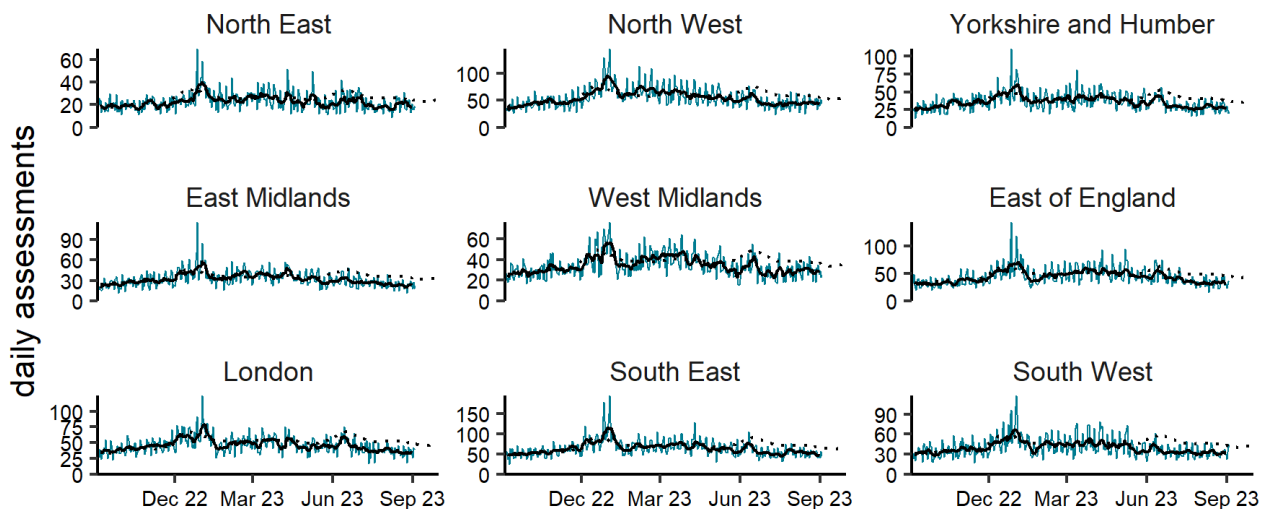 daily assessments
North East
60
40
20
0
North West
100
50
0
Yorkshire and Humber
100
75
50
25
0
East Midlands
90
60
30
0
West Midlands
60
40
20
0
East of England
100
50
0
London
100
75
50
25
0
Dec 22 Mar 23 Jun 23 Sep 23
South East
150
100
50
0
Dec 22 Mar 23 Jun 23 Sep 23
South West
90
60
30
0
Dec 22 Mar 23 Jun 23 Sep 23